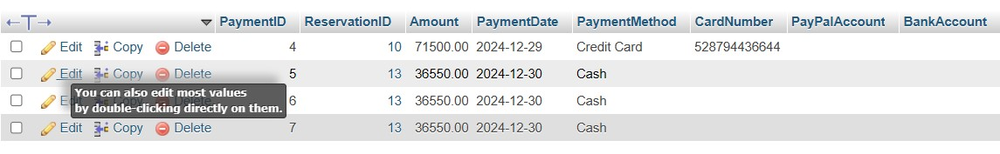 PaymentID ReservationID Amount PaymentDate PaymentMethod CardNumber PayPalAccount BankAccount
Edit Copy Delete 4 10 71500.00 2024-12-29 Credit Card 528794436644
Edit Copy Delete 5 13 36550.00 2024-12-30 Cash
You can also edit most values
by double-clicking directly on them.
Edit 6 13 36550.00 2024-12-30 Cash
Edit Copy Delete 7 13 36550.00 2024-12-30 Cash